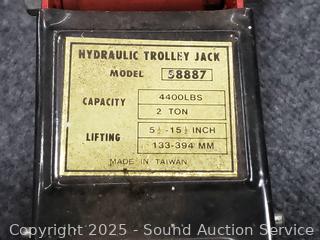 HYDRAULIC TROLLEY JACK
MODEL 58887
CAPACITY 4400LBS
2 TON
LIFTING 5¼-15½ INCH
133-394 MM
MADE IN TAIWAN
Copyright 2025 - Sound Auction Service